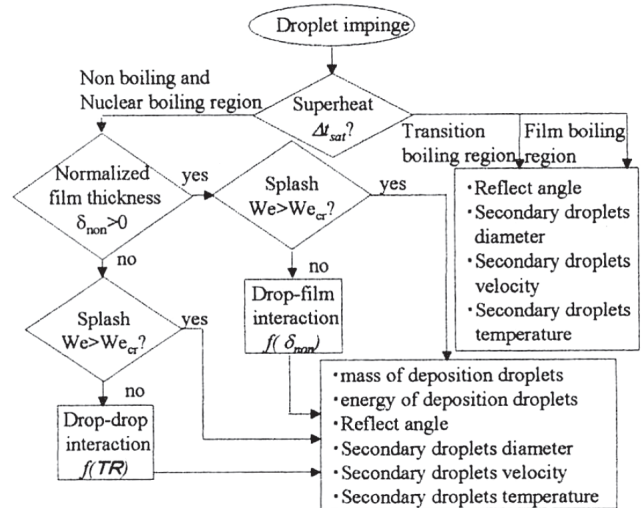 Droplet impinge
Non boiling and
Nuclear boiling region
Superheat
Δt_sat?
Transition
boiling region
Film boiling
region
Normalized
film thickness
δ_non>0
yes
Splash
We>We_cr?
yes
・Reflect angle
・Secondary droplets
diameter
・Secondary droplets
velocity
・Secondary droplets
temperature
no
no
Splash
We>We_cr?
yes
Drop-film
interaction
f(δ_non)
no
Drop-drop
interaction
f(TR)
・mass of deposition droplets
・energy of deposition droplets
・Reflect angle
・Secondary droplets diameter
・Secondary droplets velocity
・Secondary droplets temperature